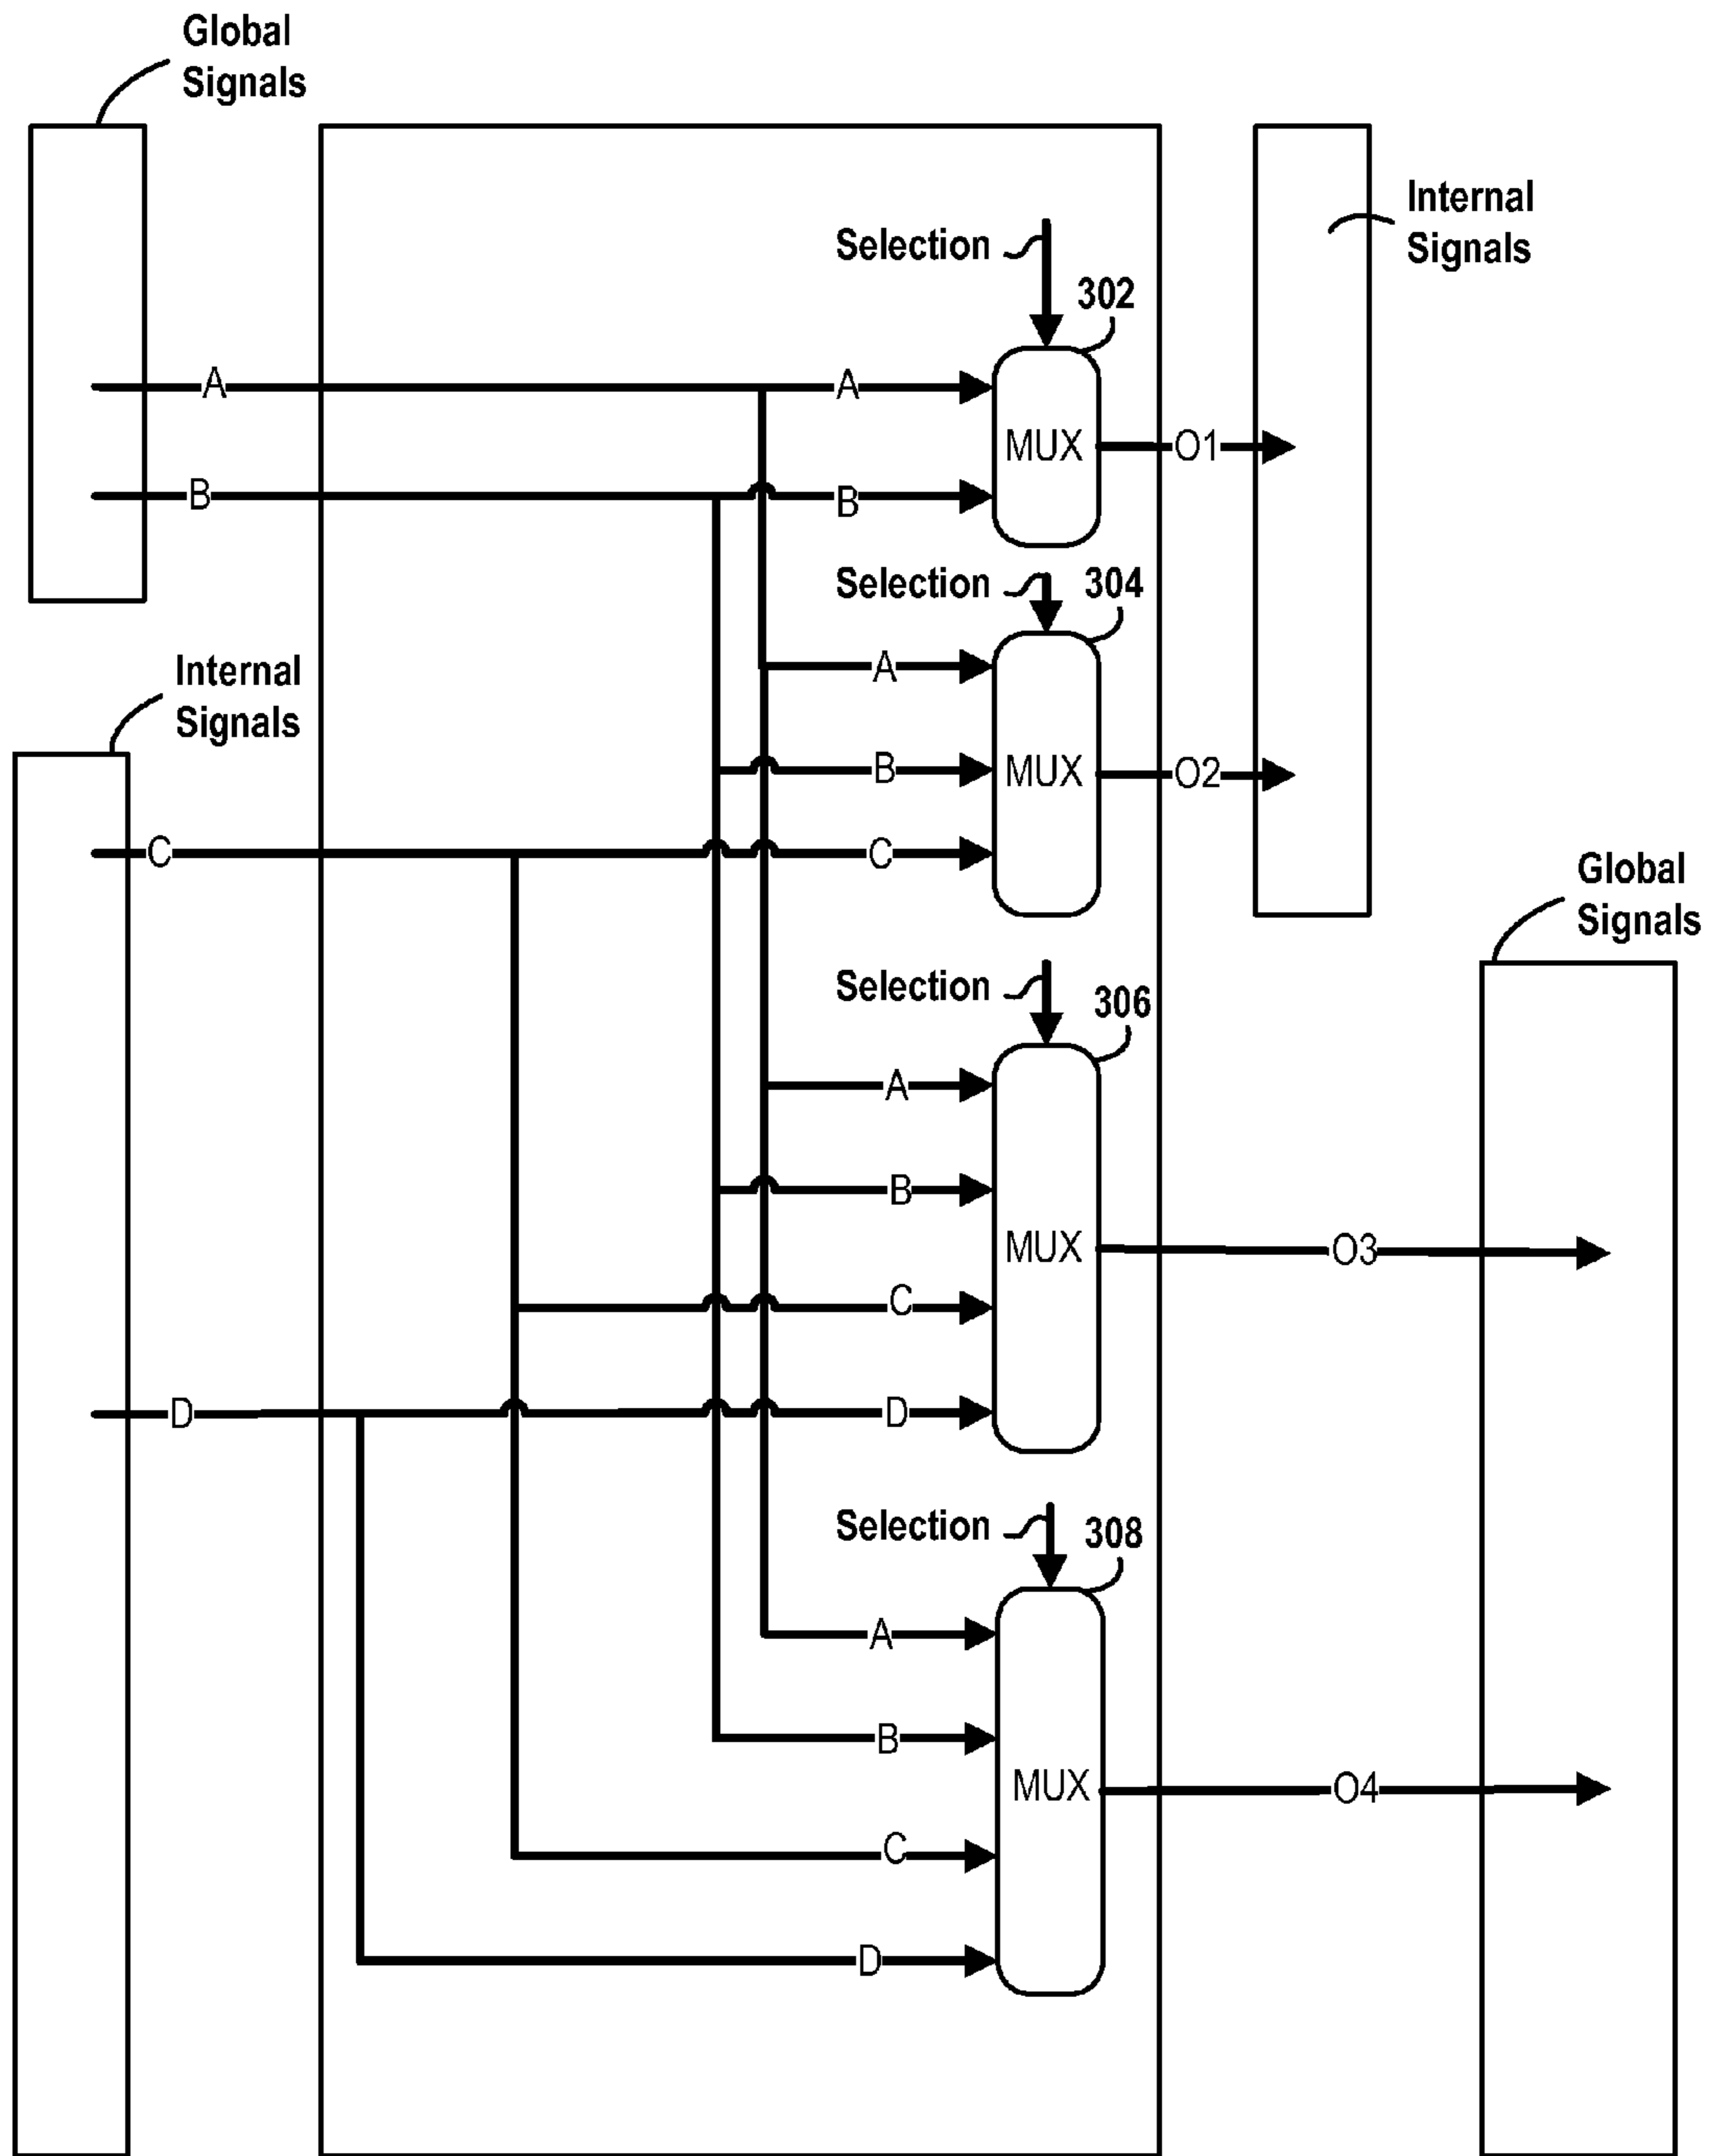 Global
Signals
Internal
Signals
Selection
302
A
A
MUX
O1
B
B
Selection
304
Internal
Signals
A
B
MUX
O2
C
C
Global
Signals
Selection
306
A
B
MUX
O3
C
D
D
Selection
308
A
B
MUX
O4
C
D